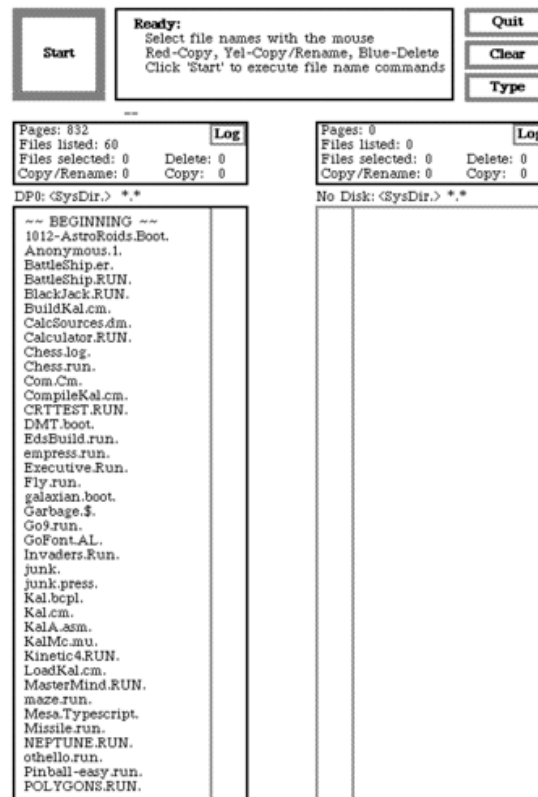 Start
Ready:
Select file names with the mouse
Red-Copy, Yel-Copy/Rename, Blue-Delete
Click 'Start' to execute file name commands
Quit
Clear
Type
--
Pages: 832
Log
Files listed: 60
Files selected: 0 Delete: 0
Copy/Rename: 0 Copy: 0
DP0: <SysDir.> *.*
Pages: 0
Log
Files listed: 0
Files selected: 0 Delete: 0
Copy/Rename: 0 Copy: 0
No Disk: <SysDir.> *.*
~~ BEGINNING ~~
1012-AstroRoids.Boot.
Anonymous.1.
BattleShip.er.
BattleShip.RUN.
BlackJack.RUN.
BuildKal.cm.
CalcSources.dm.
Calculator.RUN.
Chess.log.
Chess.run.
Com.Cm.
CompileKal.cm.
CRTTEST.RUN.
DMT.boot.
EdsBuild.run.
empress.run.
Executive.Run.
Fly.run.
galaxian.boot.
Garbage.$.
Go9.run.
GoFont.AL.
Invaders.Run.
junk.
junk.press.
Kal.bcpl.
Kal.cm.
KalA.asm.
KalMc.mu.
Kinetic4.RUN.
LoadKal.cm.
MasterMind.RUN.
maze.run.
Mesa.Typescript.
Missile.run.
NEPTUNE.RUN.
othello.run.
Pinball-easy.run.
POLYGONS.RUN.